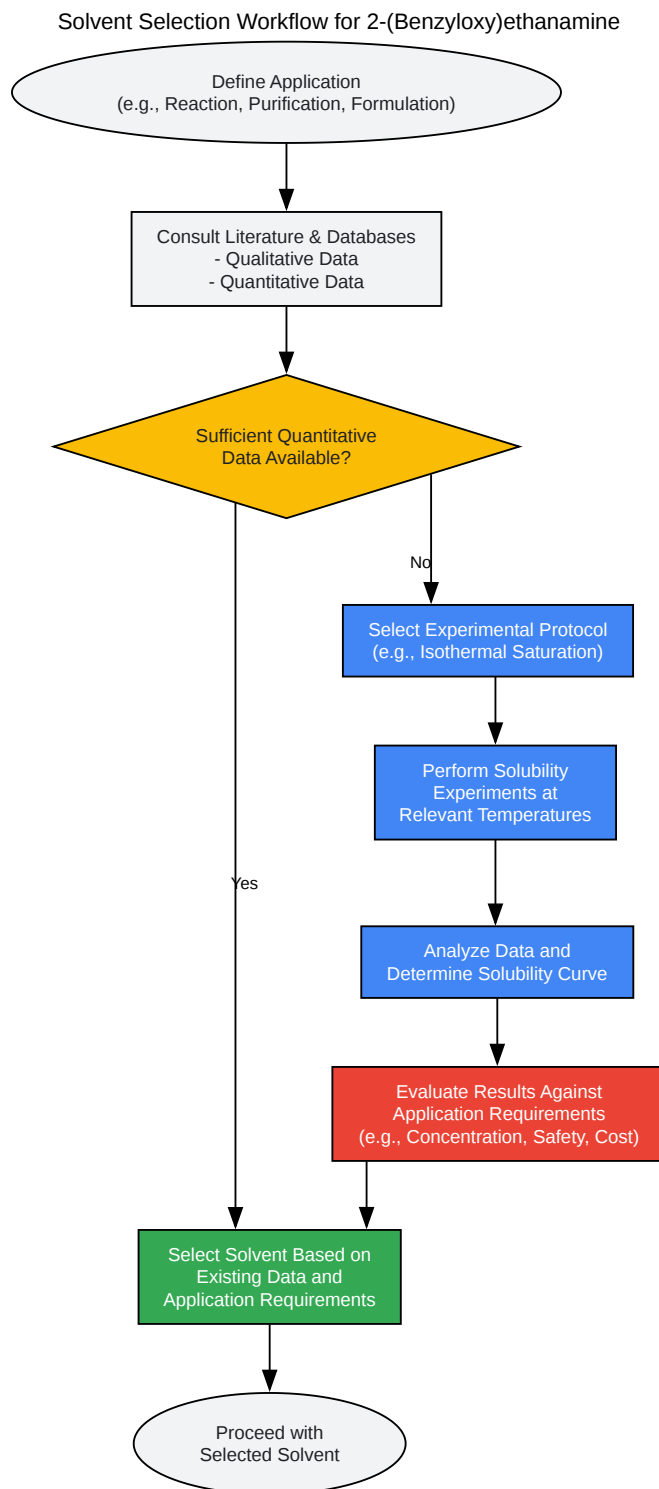 Solvent Selection Workflow for 2-(Benzyloxy)ethanamine
Define Application
(e.g., Reaction, Purification, Formulation)
Consult Literature & Databases
- Qualitative Data
- Quantitative Data
Sufficient Quantitative
Data Available?
No
Select Experimental Protocol
(e.g., Isothermal Saturation)
Perform Solubility
Experiments at
Relevant Temperatures
Yes
Analyze Data and
Determine Solubility Curve
Evaluate Results Against
Application Requirements
(e.g., Concentration, Safety, Cost)
Select Solvent Based on
Existing Data and
Application Requirements
Proceed with
Selected Solvent